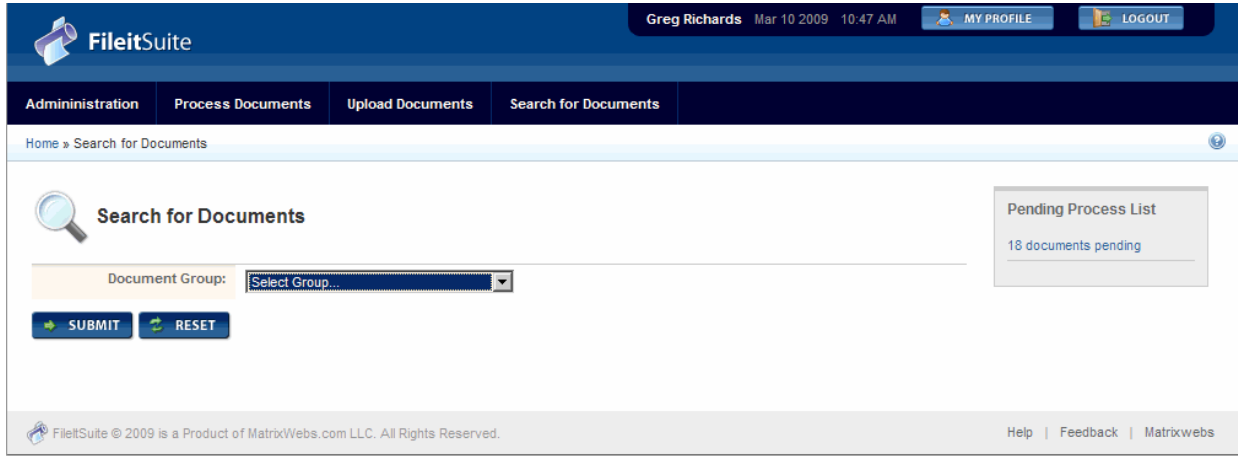 Greg Richards Mar 10 2009 10:47 AM MY PROFILE LOGOUT
FileitSuite
Admininistration Process Documents Upload Documents Search for Documents
Home » Search for Documents
Search for Documents
Pending Process List
18 documents pending
Document Group: Select Group...
SUBMIT RESET
FileItSuite © 2009 is a Product of MatrixWebs.com LLC. All Rights Reserved.
Help | Feedback | Matrixwebs